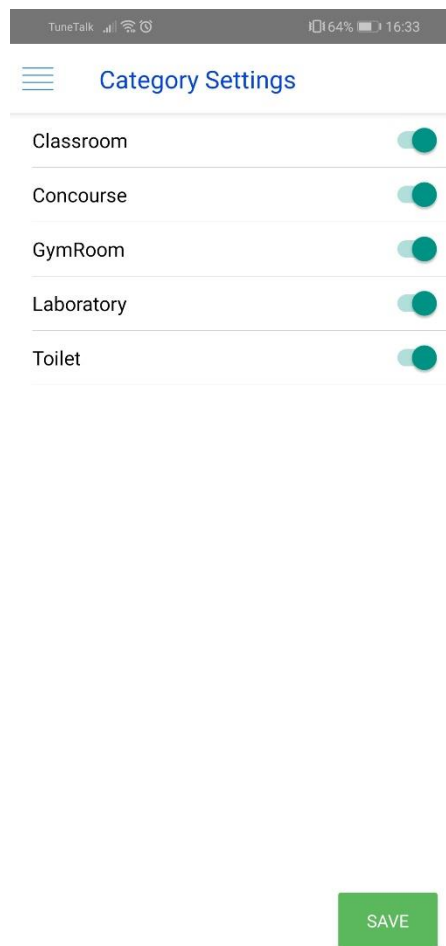 TuneTalk 64% 16:33
Category Settings
Classroom
Concourse
GymRoom
Laboratory
Toilet
SAVE